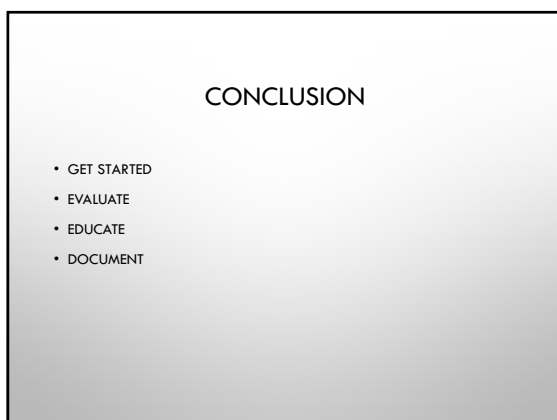 CONCLUSION
• GET STARTED
• EVALUATE
• EDUCATE
• DOCUMENT